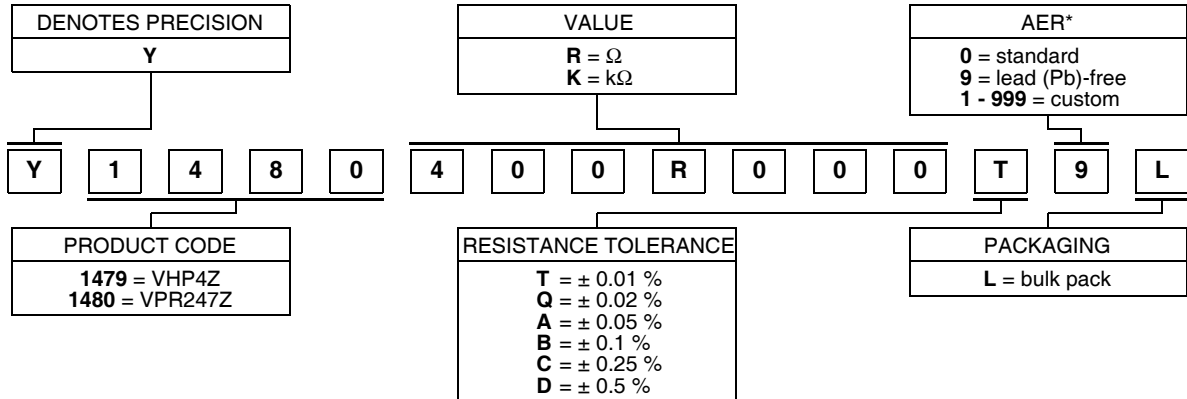 DENOTES PRECISION
Y
VALUE
R = Ω
K = kΩ
AER*
0 = standard
9 = lead (Pb)-free
1 - 999 = custom
Y 1 4 8 0 4 0 0 R 0 0 0 T 9 L
PRODUCT CODE
1479 = VHP4Z
1480 = VPR247Z
RESISTANCE TOLERANCE
T = ± 0.01 %
Q = ± 0.02 %
A = ± 0.05 %
B = ± 0.1 %
C = ± 0.25 %
D = ± 0.5 %
PACKAGING
L = bulk pack